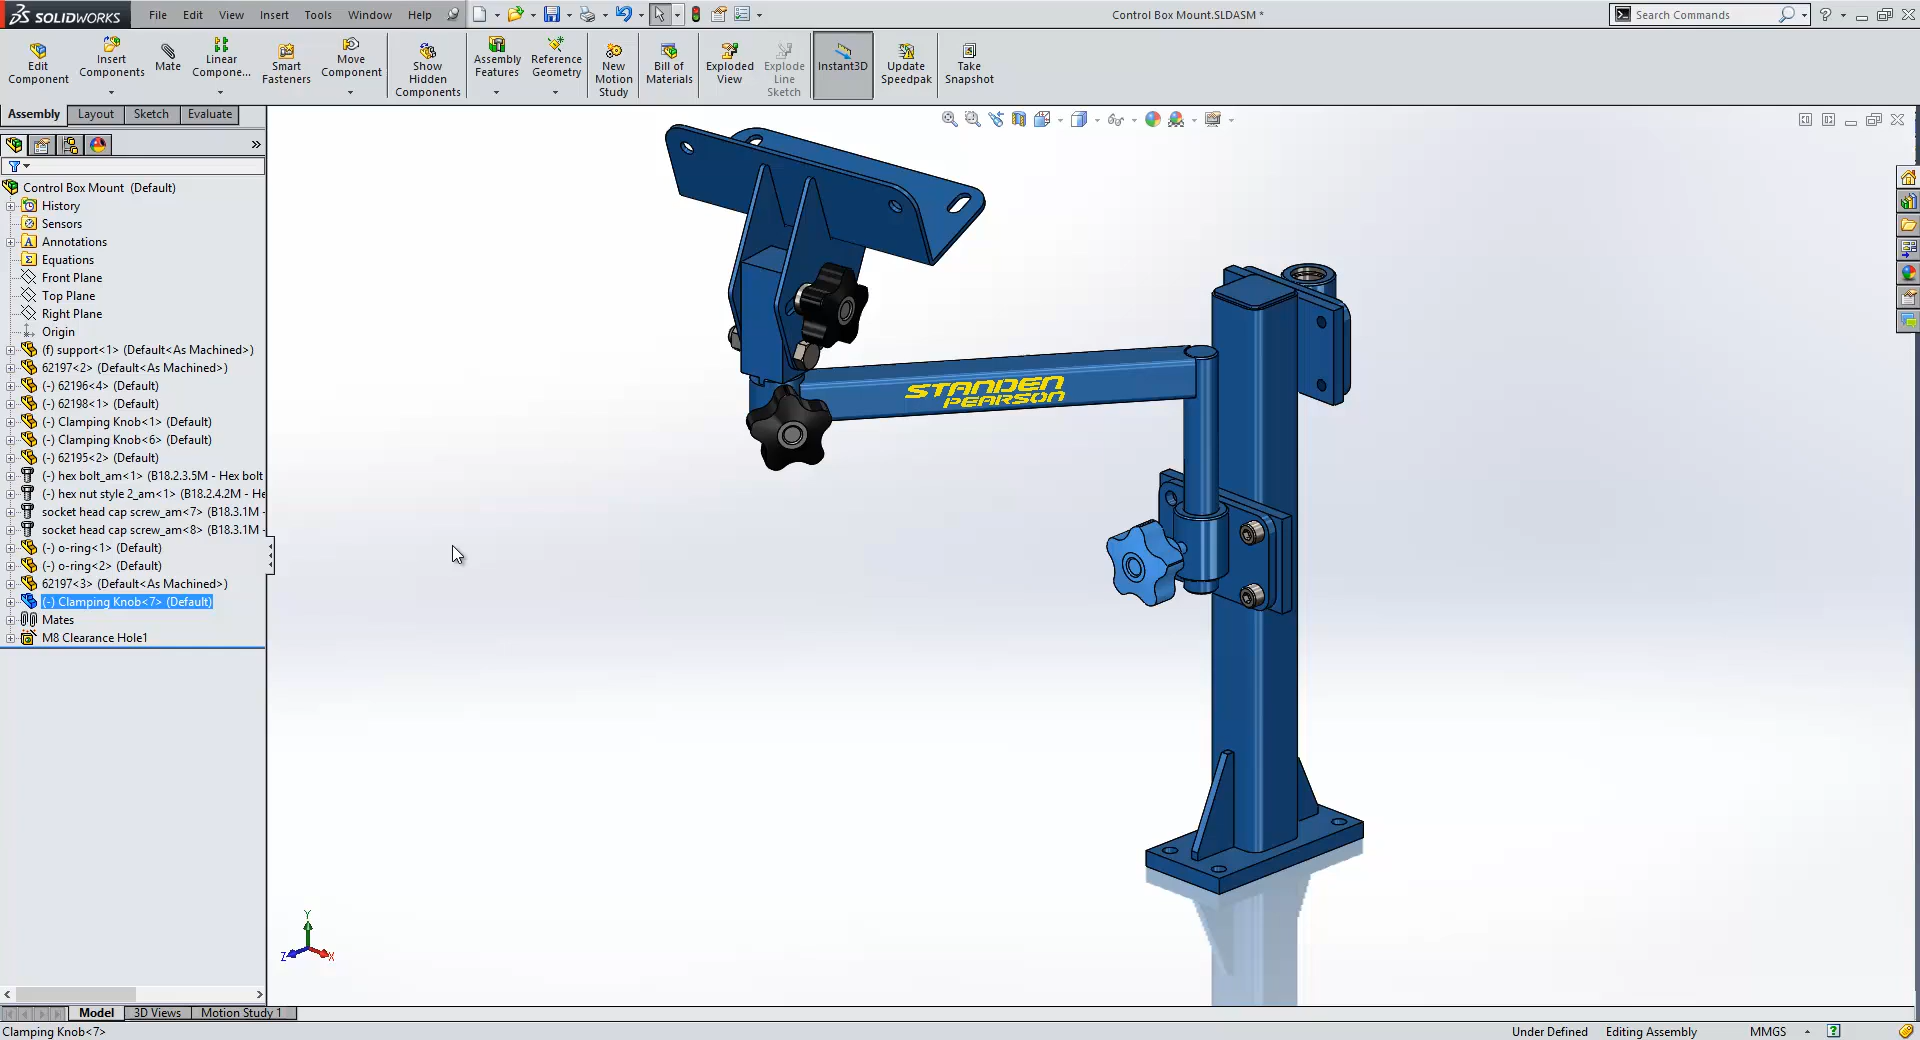 SOLIDWORKS File Edit View Insert Tools Window Help Control Box Mount.SLDASM * Search Commands ?
Edit Component
Insert Components
Mate
Linear Compone...
Smart Fasteners
Move Component
Show Hidden Components
Assembly Features
Reference Geometry
New Motion Study
Bill of Materials
Exploded View
Explode Line Sketch
Instant3D
Update Speedpak
Take Snapshot
Assembly Layout Sketch Evaluate
Control Box Mount (Default)
History
Sensors
Annotations
Equations
Front Plane
Top Plane
Right Plane
Origin
(f) support<1> (Default<As Machined>)
62197<2> (Default<As Machined>)
(-) 62196<4> (Default)
(-) 62198<1> (Default)
(-) Clamping Knob<1> (Default)
(-) Clamping Knob<6> (Default)
(-) 62195<2> (Default)
(-) hex bolt_am<1> (B18.2.3.5M - Hex bolt
(-) hex nut style 2_am<1> (B18.2.4.2M - He
socket head cap screw_am<7> (B18.3.1M -
socket head cap screw_am<8> (B18.3.1M -
(-) o-ring<1> (Default)
(-) o-ring<2> (Default)
62197<3> (Default<As Machined>)
(-) Clamping Knob<7> (Default)
Mates
M8 Clearance Hole1
STANDEN
PEARSON
Y
Z X
Model 3D Views Motion Study 1
Clamping Knob<7> Under Defined Editing Assembly MMGS ?